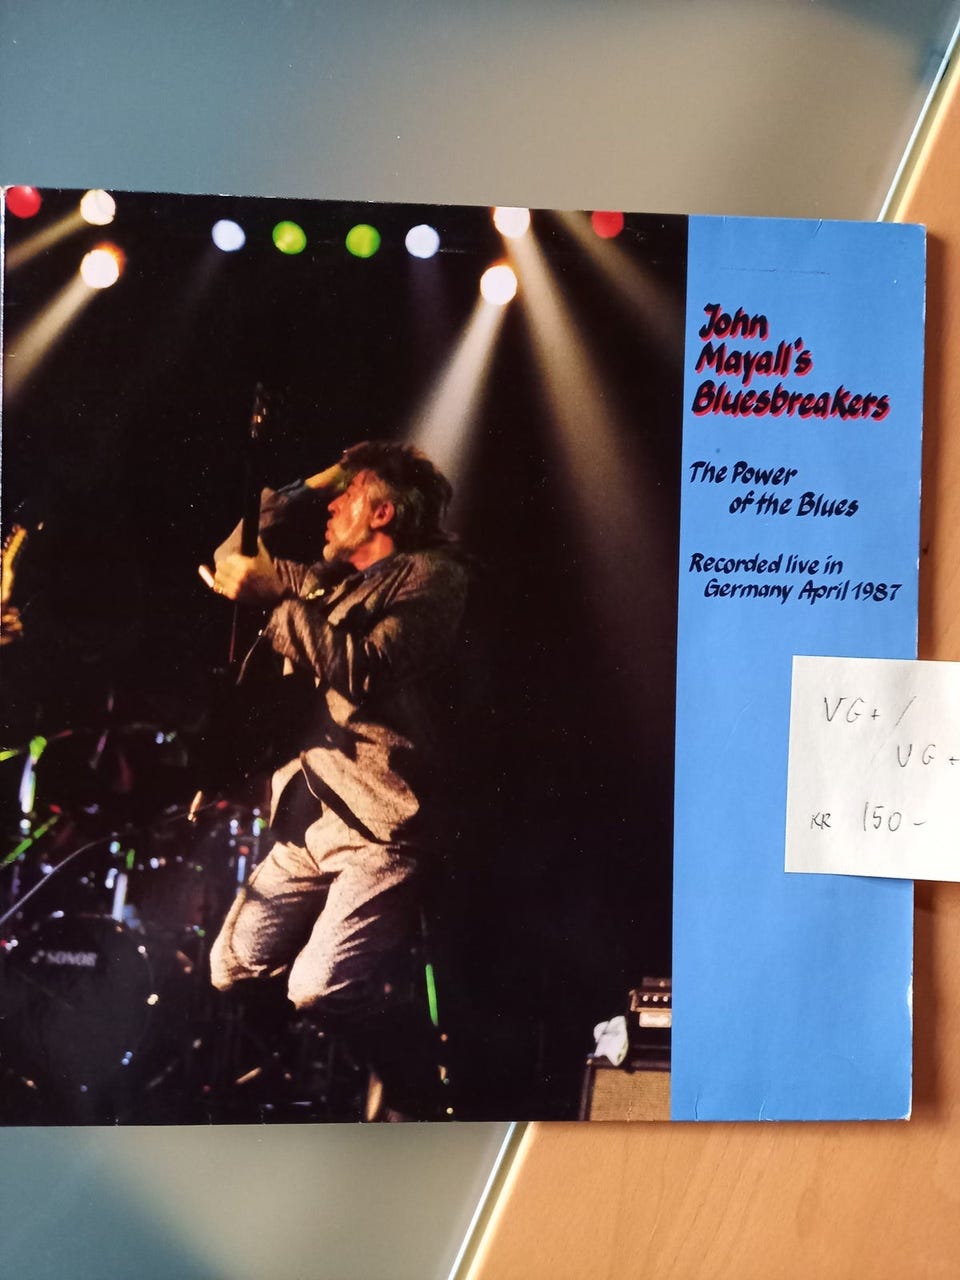 John
Mayall's
Bluesbreakers
The Power
of the Blues
Recorded live in
Germany April 1987
VG+/
VG+
KR 150-
SONOR